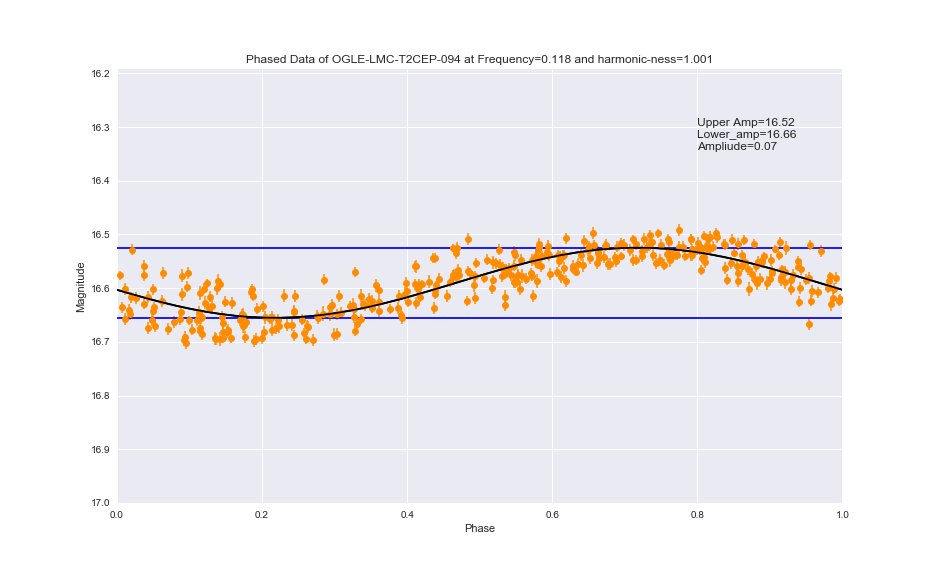 Phased Data of OGLE-LMC-T2CEP-094 at Frequency=0.118 and harmonic-ness=1.001
16.2
16.3
16.4
16.5
16.6
16.7
16.8
16.9
17.0
Magnitude
Upper Amp=16.52
Lower_amp=16.66
Ampliude=0.07
0.0 0.2 0.4 0.6 0.8 1.0
Phase